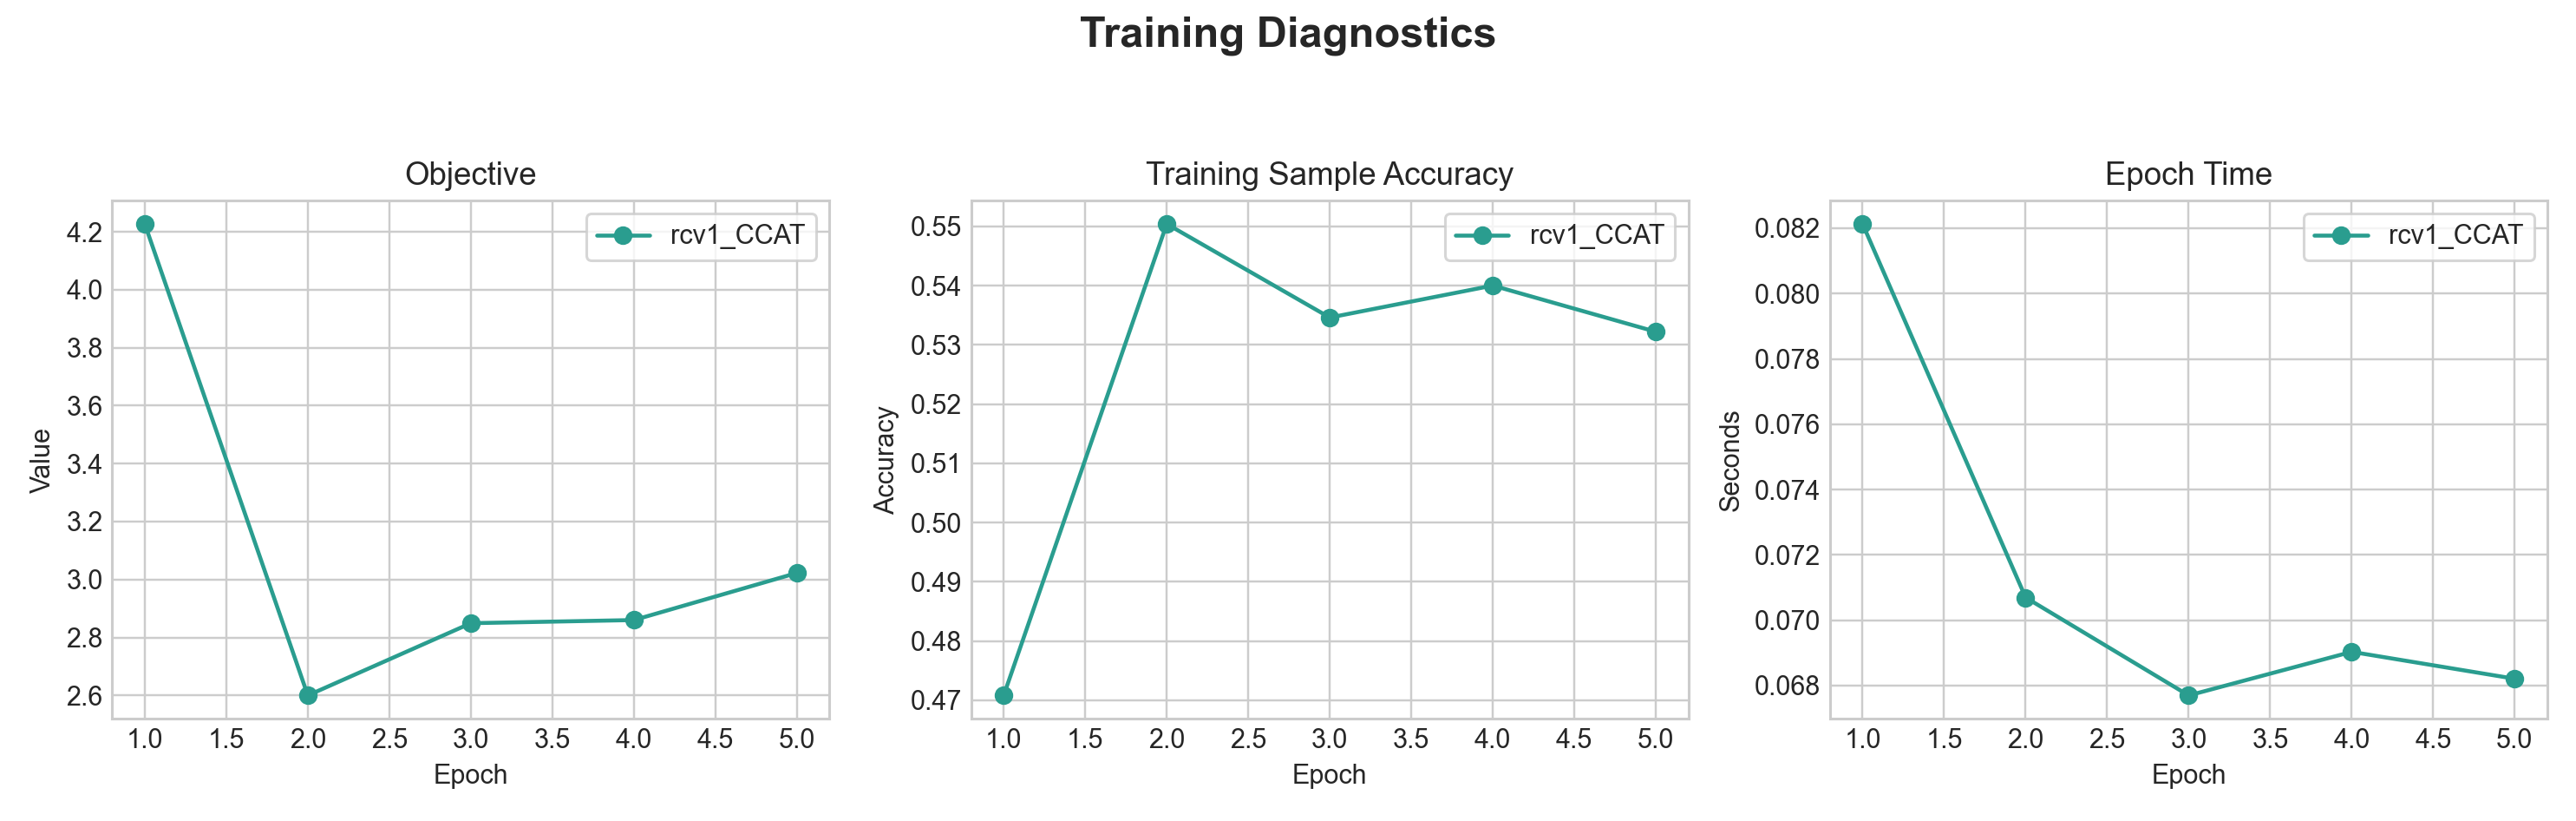 Training Diagnostics
Objective
rcv1_CCAT
4.2
4.0
3.8
3.6
3.4
3.2
3.0
2.8
2.6
Value
1.0 1.5 2.0 2.5 3.0 3.5 4.0 4.5 5.0
Epoch
Training Sample Accuracy
rcv1_CCAT
0.55
0.54
0.53
0.52
0.51
0.50
0.49
0.48
0.47
Accuracy
1.0 1.5 2.0 2.5 3.0 3.5 4.0 4.5 5.0
Epoch
Epoch Time
rcv1_CCAT
0.082
0.080
0.078
0.076
0.074
0.072
0.070
0.068
Seconds
1.0 1.5 2.0 2.5 3.0 3.5 4.0 4.5 5.0
Epoch